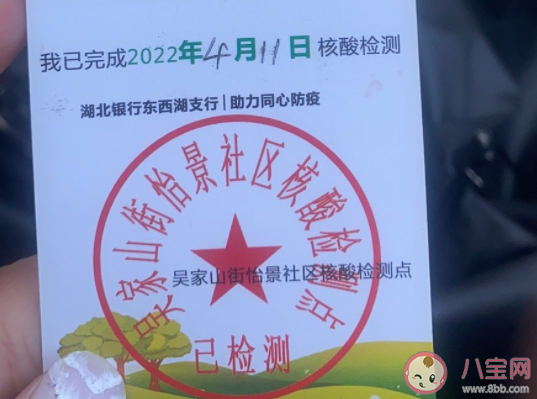 我已完成2022年4月11日核酸检测
湖北银行东西湖支行|助力同心防疫
吴家山街怡景社区核酸检测点
吴家山街怡景社区核酸检测点
已检测
八宝网
www.8bb.com